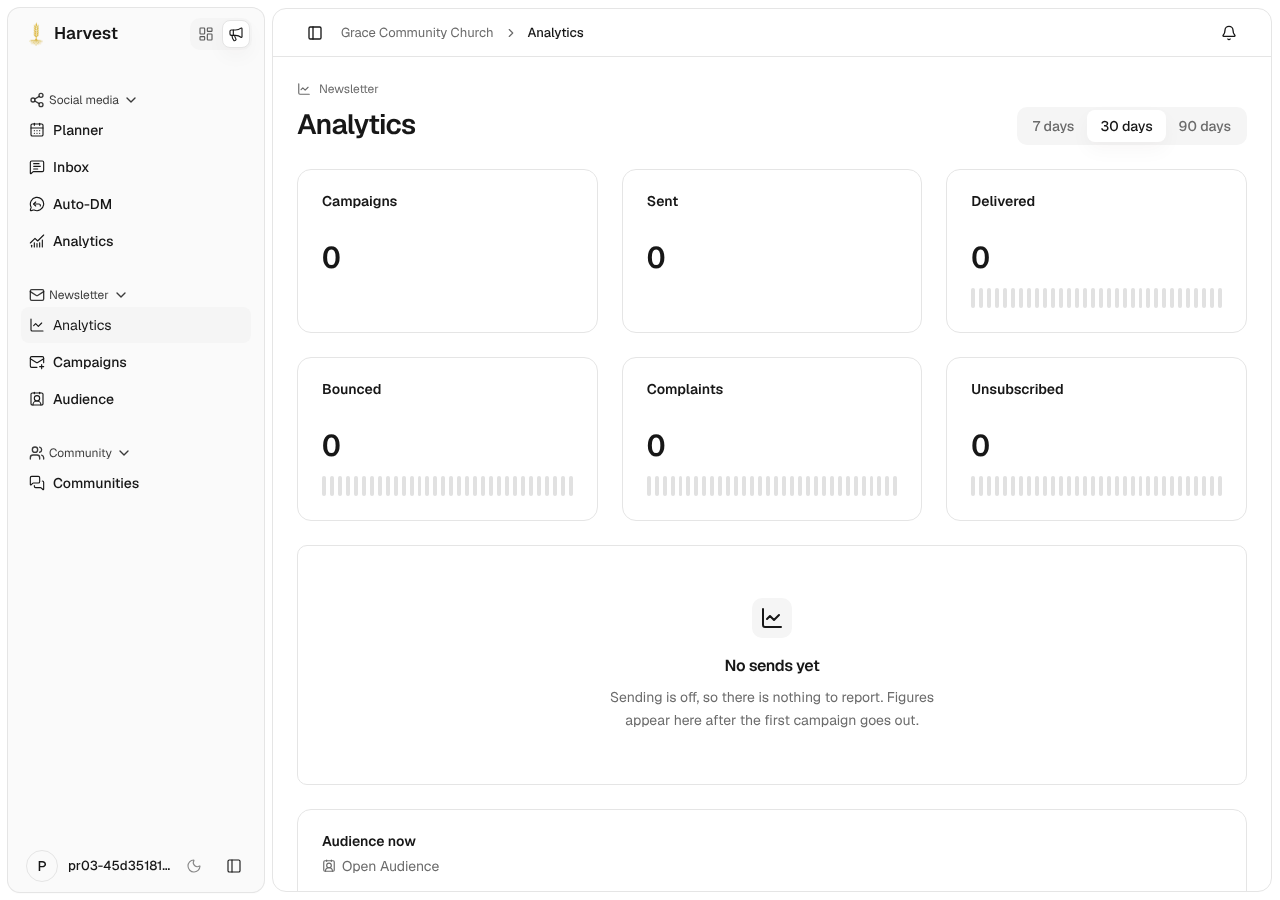 Harvest
Grace Community Church > Analytics
Social media
Planner
Inbox
Auto-DM
Analytics
Newsletter
Analytics
Campaigns
Audience
Community
Communities
P pr03-45d35181...
Newsletter
Analytics
7 days 30 days 90 days
Campaigns
0
Sent
0
Delivered
0
Bounced
0
Complaints
0
Unsubscribed
0
No sends yet
Sending is off, so there is nothing to report. Figures
appear here after the first campaign goes out.
Audience now
Open Audience